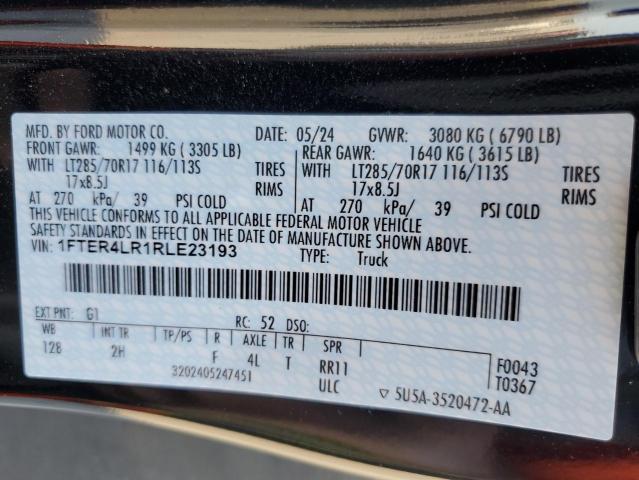 MFD. BY FORD MOTOR CO. DATE: 05/24 GVWR: 3080 KG ( 6790 LB)
FRONT GAWR: 1499 KG ( 3305 LB) REAR GAWR: 1640 KG ( 3615 LB)
WITH LT285/70R17 116/113S TIRES WITH LT285/70R17 116/113S TIRES
17x8.5J RIMS 17x8.5J RIMS
AT 270 kPa/ 39 PSI COLD AT 270 kPa/ 39 PSI COLD
THIS VEHICLE CONFORMS TO ALL APPLICABLE FEDERAL MOTOR VEHICLE
SAFETY STANDARDS IN EFFECT ON THE DATE OF MANUFACTURE SHOWN ABOVE.
VIN: 1FTER4LR1RLE23193 TYPE: Truck
EXT PNT: G1 RC: 52 DSO:
WB INT TR TP/PS R AXLE TR SPR
128 2H F 4L T RR11 F0043
3202405247451 ULC T0367
▽ 5U5A-3520472-AA